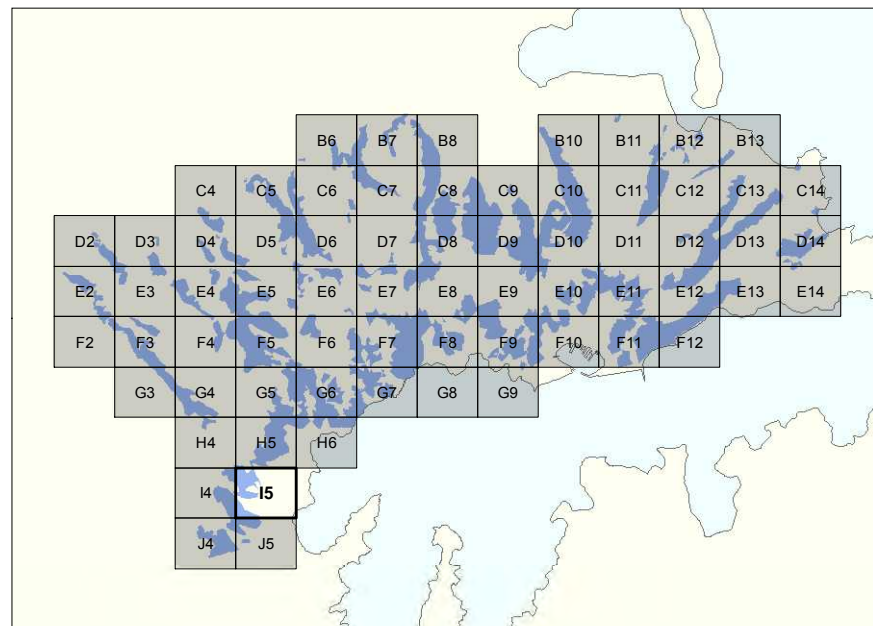 B6 B7 B8 B10 B11 B12 B13
C4 C5 C6 C7 C8 C9 C10 C11 C12 C13 C14
D2 D3 D4 D5 D6 D7 D8 D9 D10 D11 D12 D13 D14
E2 E3 E4 E5 E6 E7 E8 E9 E10 E11 E12 E13 E14
F2 F3 F4 F5 F6 F7 F8 F9 F10 F11 F12
G3 G4 G5 G6 G7 G8 G9
H4 H5 H6
I4 I5
J4 J5